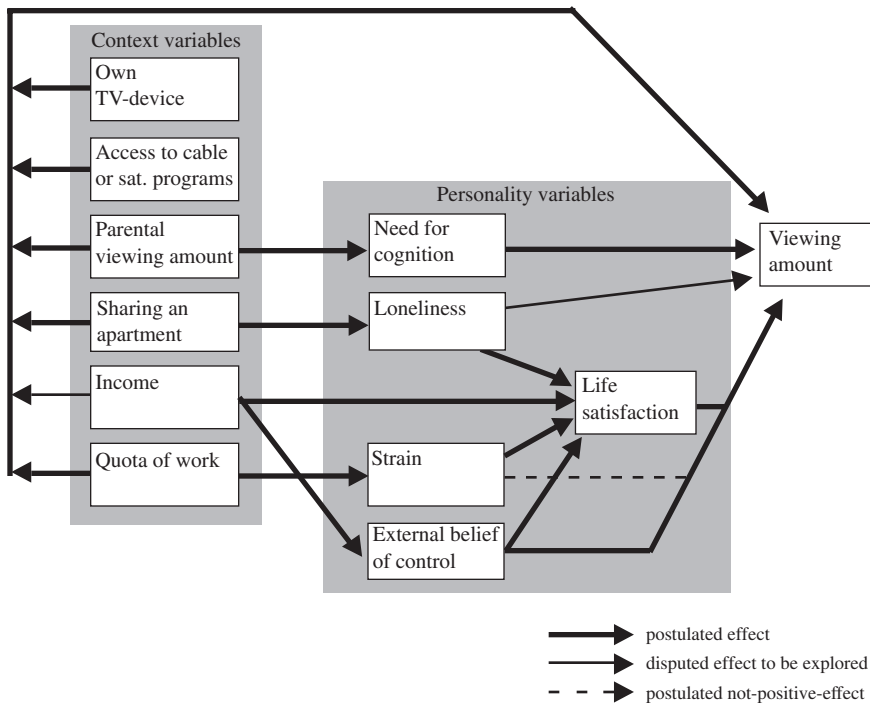 Context variables
Own
TV-device
Access to cable
or sat. programs
Parental
viewing amount
Sharing an
apartment
Income
Quota of work
Personality variables
Need for
cognition
Loneliness
Life
satisfaction
Strain
External belief
of control
Viewing
amount
postulated effect
disputed effect to be explored
postulated not-positive-effect